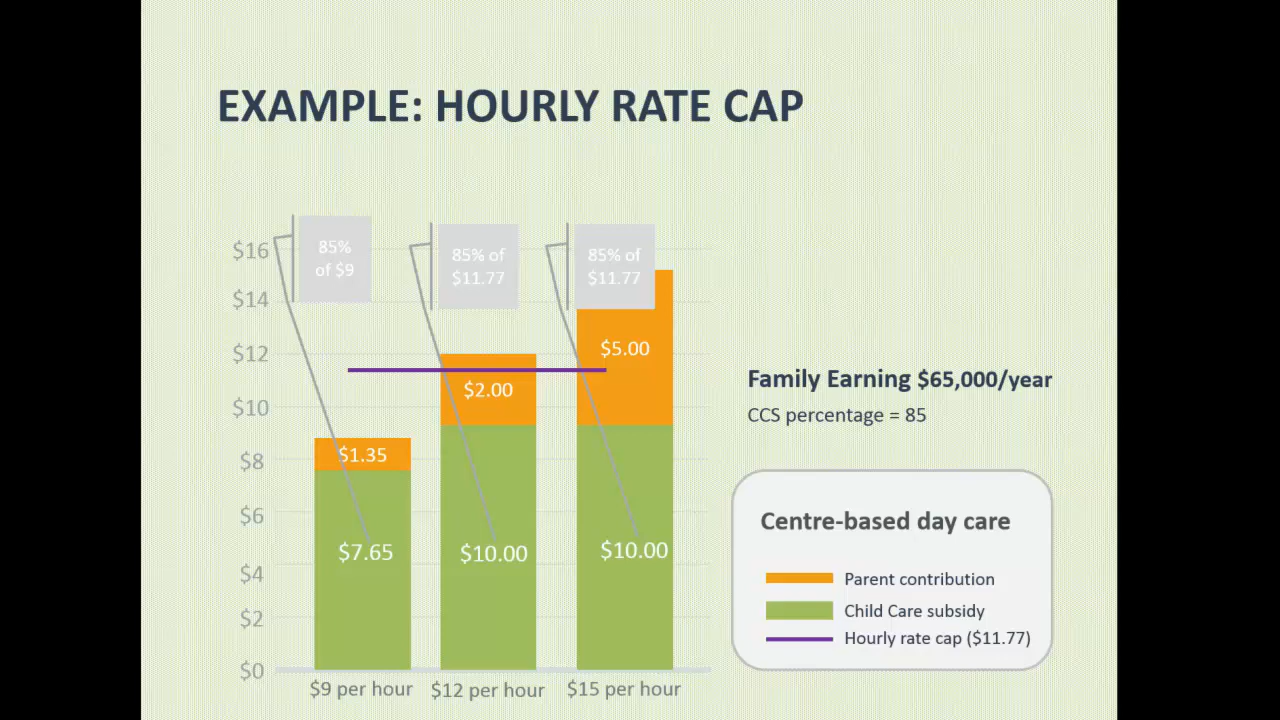 EXAMPLE: HOURLY RATE CAP
$16
$14
$12
$10
$8
$6
$4
$2
$0
85%
of $9
85% of
$11.77
85% of
$11.77
$1.35
$2.00
$5.00
$7.65
$10.00
$10.00
$9 per hour
$12 per hour
$15 per hour
Family Earning $65,000/year
CCS percentage = 85
Centre-based day care
Parent contribution
Child Care subsidy
Hourly rate cap ($11.77)